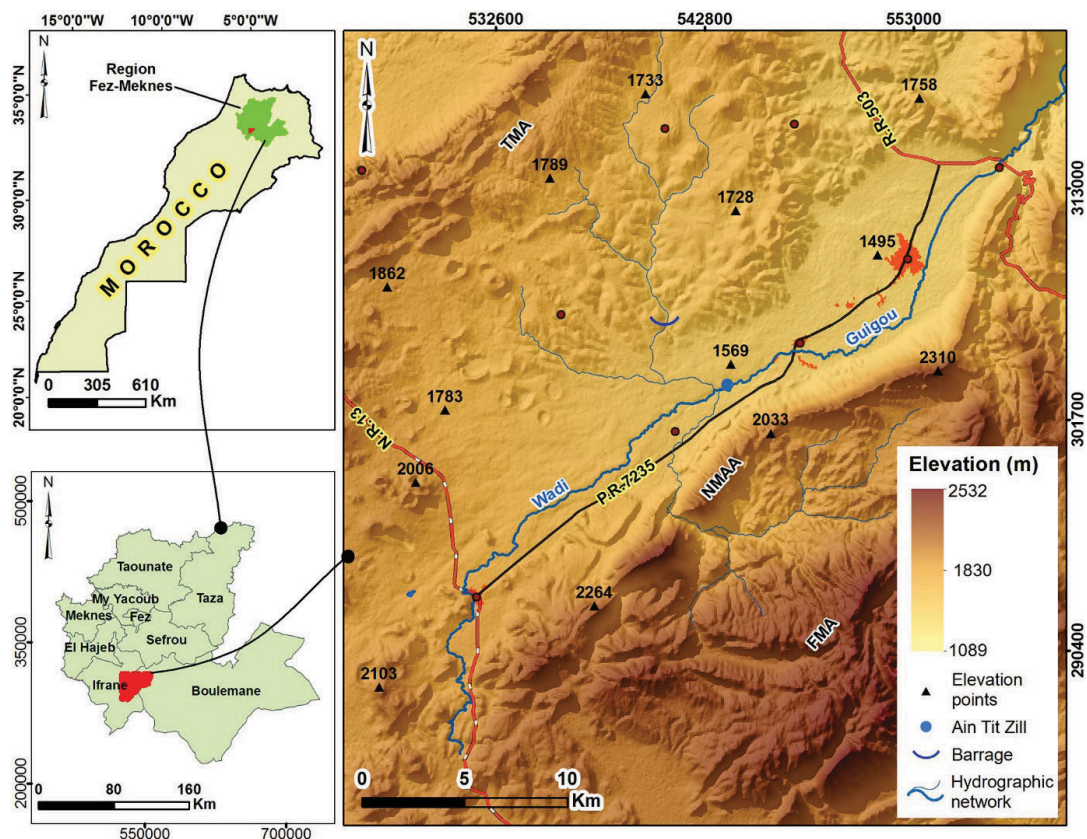 15°0'0"W 10°0'0"W 5°0'0"W
35°0'0"N
30°0'0"N
25°0'0"N
20°0'0"N
N
Region
Fez-Meknes
MOROCCO
0 305 610
Km
500000
350000
200000
N
Taounate
My Yacoub
Meknes
Fez
Taza
El Hajeb
Sefrou
Ifrane
Boulemane
0 80 160
Km
550000 700000
532600 542800 553000
313000
301700
290400
N
1733
1758
R.R.503
TMA
1789
1728
1495
1862
Guigou
1569
2310
1783
N.R.13
2033
2006
Wadi
P.R.7235
NMAA
2264
FMA
2103
0 5 10
Km
Elevation (m)
2532
1830
1089
Elevation
points
Ain Tit Zill
Barrage
Hydrographic
network